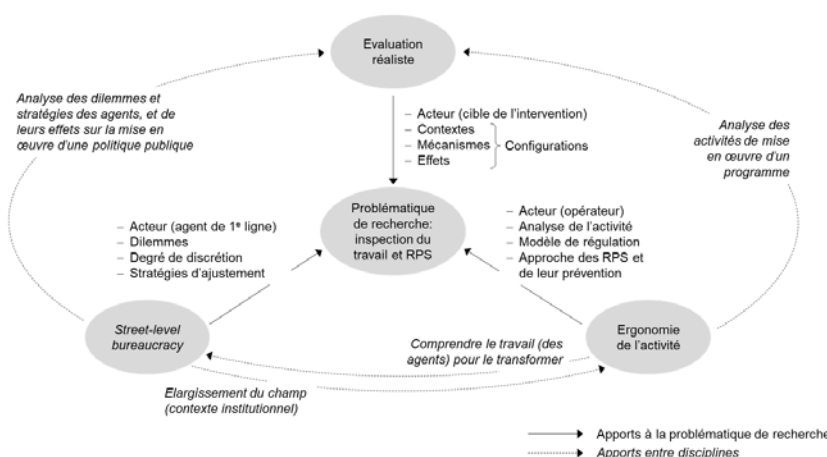 Evaluation
réaliste
Analyse des dilemmes et
stratégies des agents, et de
leurs effets sur la mise en
œuvre d'une politique publique
– Acteur (cible de l'intervention)
– Contextes
– Mécanismes
– Effets
Configurations
Analyse des
activités de mise
en œuvre d'un
programme
– Acteur (agent de 1e ligne)
– Dilemmes
– Degré de discrétion
– Stratégies d'ajustement
Problématique
de recherche:
inspection du
travail et RPS
– Acteur (opérateur)
– Analyse de l'activité
– Modèle de régulation
– Approche des RPS et
de leur prévention
Street-level
bureaucracy
Ergonomie
de l'activité
Comprendre le travail (des
agents) pour le transformer
Elargissement du champ
(contexte institutionnel)
Apports à la problématique de recherche
Apports entre disciplines